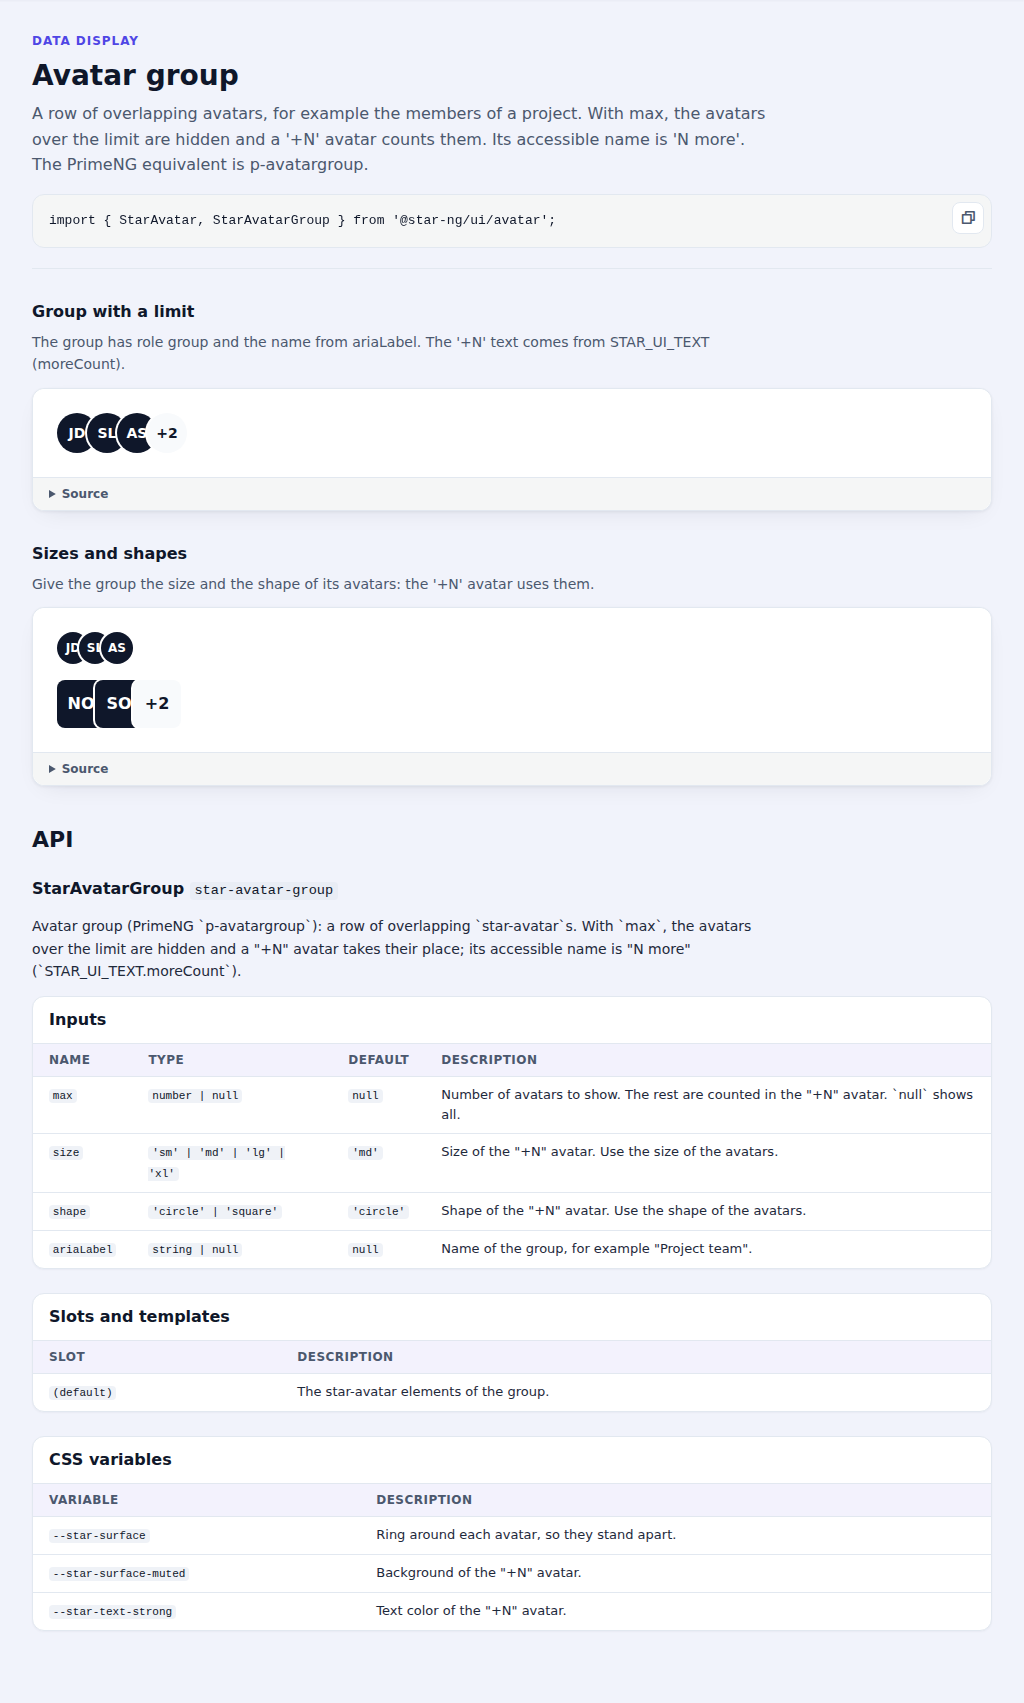 DATA DISPLAY
Avatar group
A row of overlapping avatars, for example the members of a project. With max, the avatars
over the limit are hidden and a '+N' avatar counts them. Its accessible name is 'N more'.
The PrimeNG equivalent is p-avatargroup.
import { StarAvatar, StarAvatarGroup } from '@star-ng/ui/avatar';
Group with a limit
The group has role group and the name from ariaLabel. The '+N' text comes from STAR_UI_TEXT
(moreCount).
JD SL AS +2
Source
Sizes and shapes
Give the group the size and the shape of its avatars: the '+N' avatar uses them.
JD SL AS
NO SO +2
Source
API
StarAvatarGroup star-avatar-group
Avatar group (PrimeNG `p-avatargroup`): a row of overlapping `star-avatar`s. With `max`, the avatars
over the limit are hidden and a "+N" avatar takes their place; its accessible name is "N more"
(`STAR_UI_TEXT.moreCount`).
Inputs
NAME TYPE DEFAULT DESCRIPTION
max number | null null Number of avatars to show. The rest are counted in the "+N" avatar. `null` shows
all.
size 'sm' | 'md' | 'lg' | 'md' Size of the "+N" avatar. Use the size of the avatars.
'xl'
shape 'circle' | 'square' 'circle' Shape of the "+N" avatar. Use the shape of the avatars.
ariaLabel string | null null Name of the group, for example "Project team".
Slots and templates
SLOT DESCRIPTION
(default) The star-avatar elements of the group.
CSS variables
VARIABLE DESCRIPTION
--star-surface Ring around each avatar, so they stand apart.
--star-surface-muted Background of the "+N" avatar.
--star-text-strong Text color of the "+N" avatar.